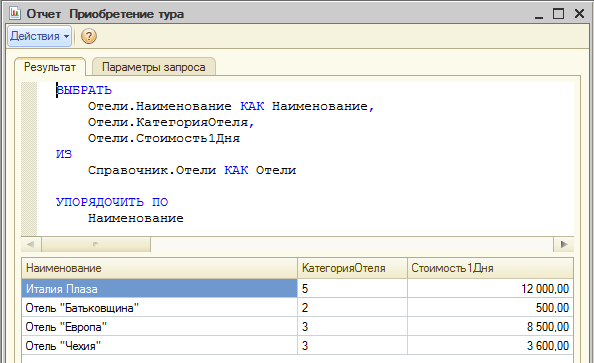 Отчет  Приобретение тура
Действия
?
Результат
Параметры запроса
ВЫБРАТЬ
Отели.Наименование КАК Наименование,
Отели.КатегорияОтеля,
Отели.Стоимость1Дня
ИЗ
Справочник.Отели КАК Отели
УПОРЯДОЧИТЬ ПО
Наименование
Наименование КатегорияОтеля Стоимость1Дня
Италия Плаза 5 12 000,00
Отель "Батьковщина" 2 500,00
Отель "Европа" 3 8 500,00
Отель "Чехия" 3 3 600,00